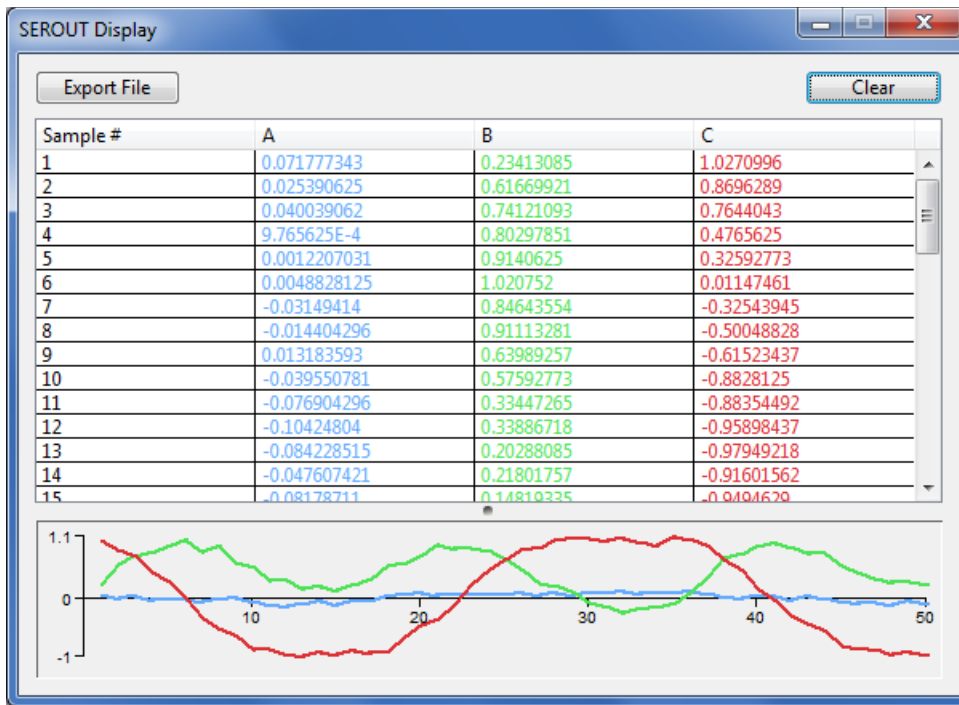 SEROUT Display
Export File Clear
Sample # A B C
1 0.071777343 0.23413085 1.0270996
2 0.025390625 0.61669921 0.8696289
3 0.040039062 0.74121093 0.7644043
4 9.765625E-4 0.80297851 0.4765625
5 0.0012207031 0.9140625 0.32592773
6 0.0048828125 1.020752 0.01147461
7 -0.03149414 0.84643554 -0.32543945
8 -0.014404296 0.91113281 -0.50048828
9 0.013183593 0.63989257 -0.61523437
10 -0.039550781 0.57592773 -0.8828125
11 -0.076904296 0.33447265 -0.88354492
12 -0.10424804 0.33886718 -0.95898437
13 -0.084228515 0.20288085 -0.97949218
14 -0.047607421 0.21801757 -0.91601562
15 -0.08178711 0.14819335 -0.9494629
1.1
0
10 20 30 40 50
-1